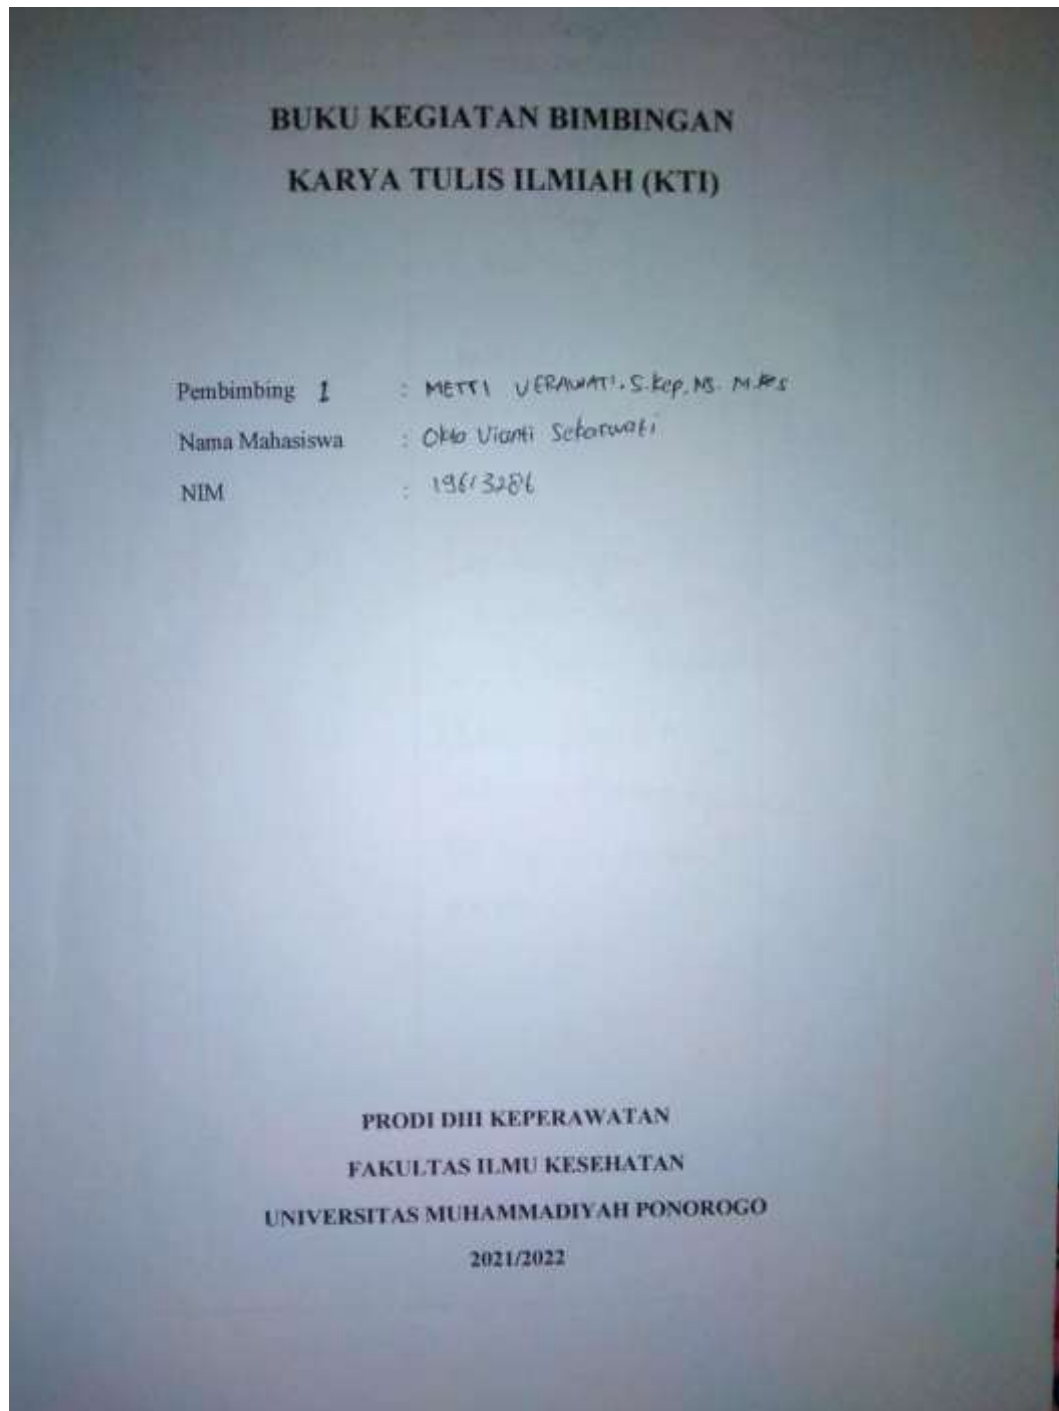 BUKU KEGIATAN BIMBINGAN
KARYA TULIS ILMIAH (KTI)
Pembimbing 1 : METTI VERAWATI. S.Kep, NS. M.Kes
Nama Mahasiswa : Okta Vianti Sekarwati
NIM : 19613286
PRODI DIII KEPERAWATAN
FAKULTAS ILMU KESEHATAN
UNIVERSITAS MUHAMMADIYAH PONOROGO
2021/2022